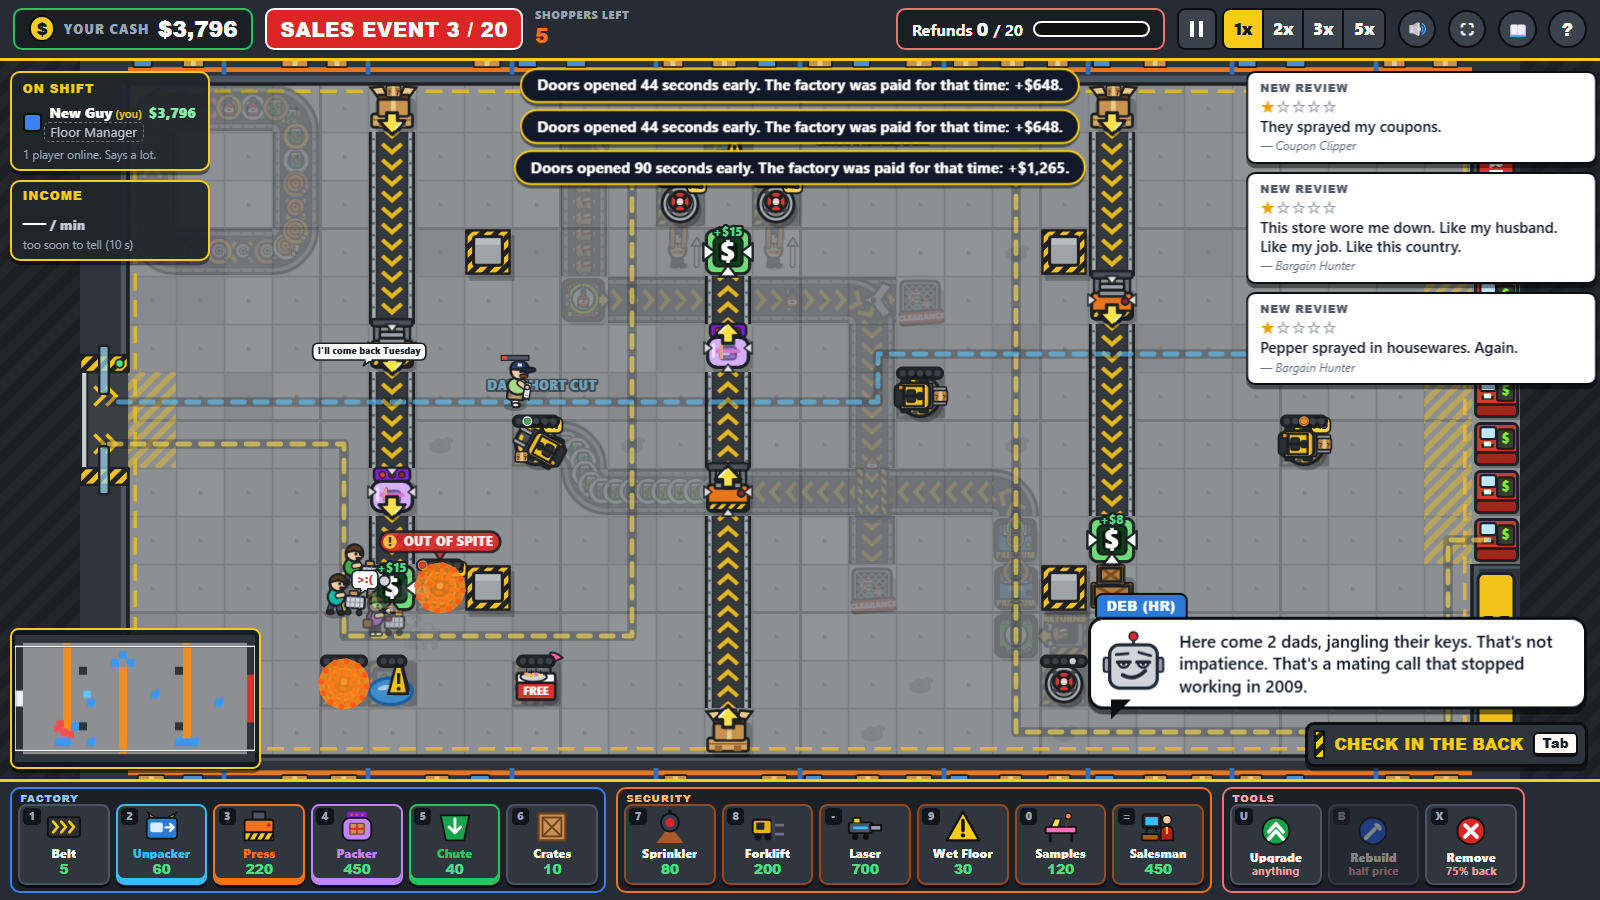 YOUR CASH $3,796
SALES EVENT 3 / 20
SHOPPERS LEFT
5
Refunds 0 / 20
1x 2x 3x 5x
?
ON SHIFT
New Guy (you) $3,796
Floor Manager
1 player online. Says a lot.
INCOME
— / min
too soon to tell (10 s)
Doors opened 44 seconds early. The factory was paid for that time: +$648.
Doors opened 44 seconds early. The factory was paid for that time: +$648.
Doors opened 90 seconds early. The factory was paid for that time: +$1,265.
NEW REVIEW
They sprayed my coupons.
— Coupon Clipper
NEW REVIEW
This store wore me down. Like my husband.
Like my job. Like this country.
— Bargain Hunter
NEW REVIEW
Pepper sprayed in housewares. Again.
— Bargain Hunter
+$15
CLEARANCE
I'll come back Tuesday
OUT OF SPITE
>:(
+$15
+$8
CLEARANCE
FREE
DEB (HR)
Here come 2 dads, jangling their keys. That's not
impatience. That's a mating call that stopped
working in 2009.
CHECK IN THE BACK Tab
FACTORY
1 Belt 5
2 Unpacker 60
3 Press 220
4 Packer 450
5 Chute 40
6 Crates 10
SECURITY
7 Sprinkler 80
8 Forklift 200
- Laser 700
9 Wet Floor 30
0 Samples 120
= Salesman 450
TOOLS
U Upgrade anything
B Rebuild half price
X Remove 75% back